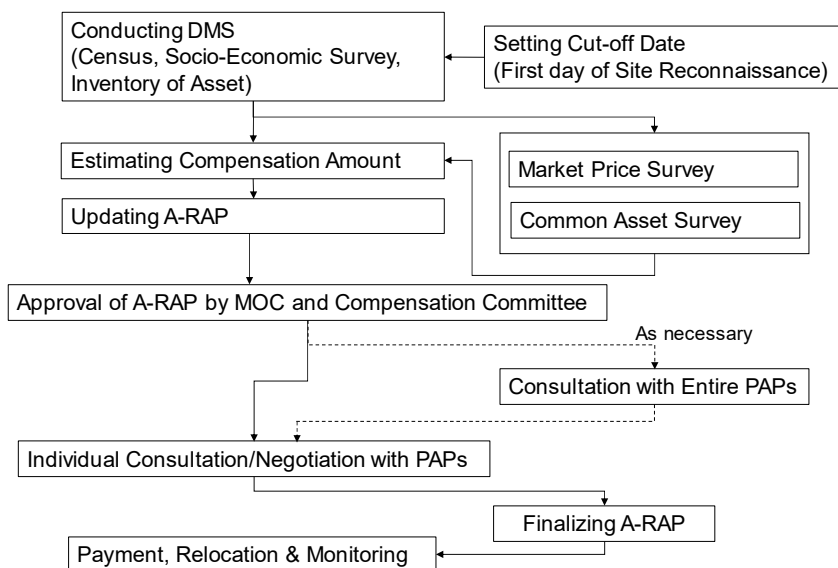 Conducting DMS
(Census, Socio-Economic Survey,
Inventory of Asset)
Setting Cut-off Date
(First day of Site Reconnaissance)
Estimating Compensation Amount
Market Price Survey
Updating A-RAP
Common Asset Survey
Approval of A-RAP by MOC and Compensation Committee
As necessary
Consultation with Entire PAPs
Individual Consultation/Negotiation with PAPs
Finalizing A-RAP
Payment, Relocation & Monitoring